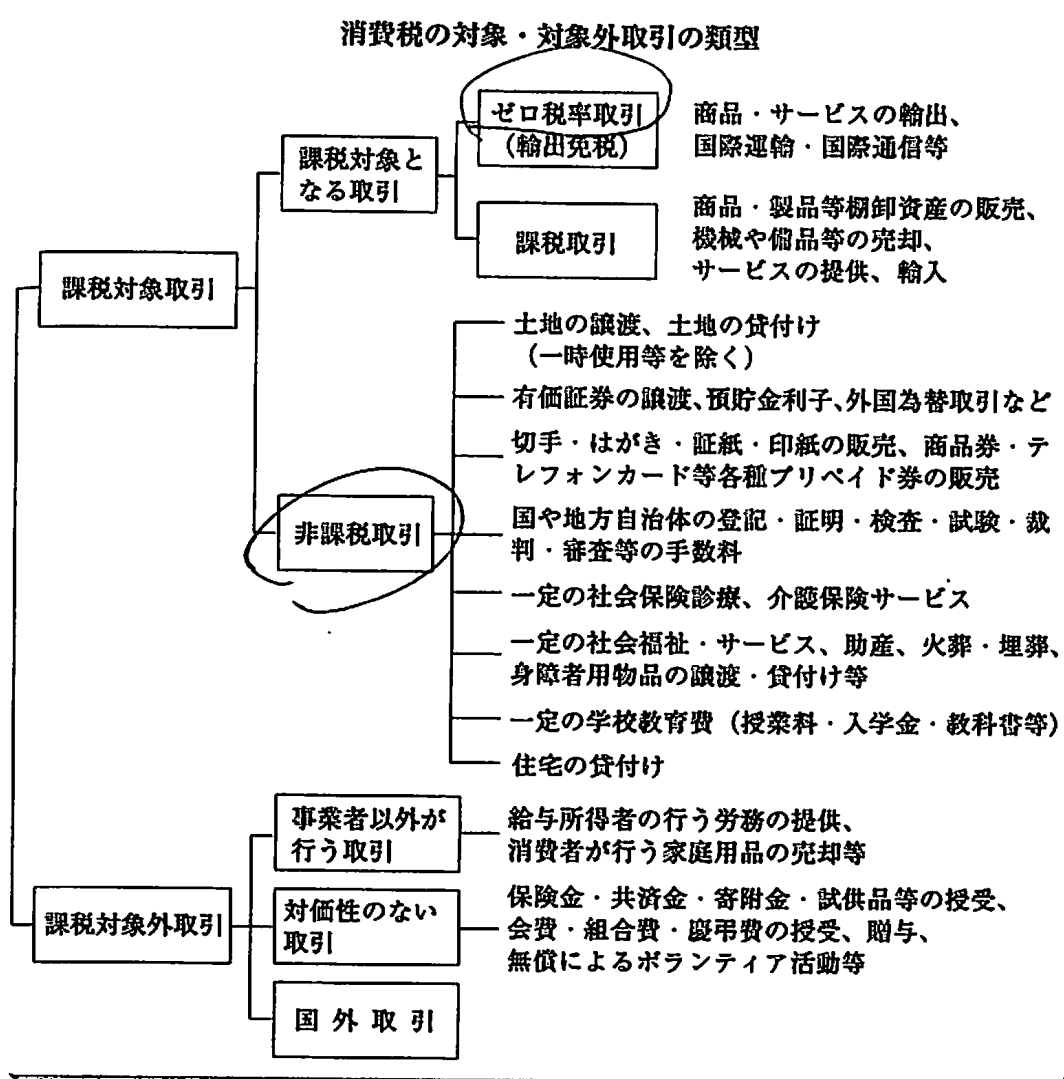 消費税の対象・対象外取引の類型
ゼロ税率取引
(輸出免税)
商品・サービスの輸出、
国際運輸・国際通信等
課税対象と
なる取引
課税取引
商品・製品等棚卸資産の販売、
機械や備品等の売却、
サービスの提供、輸入
課税対象取引
土地の譲渡、土地の貸付け
(一時使用等を除く)
有価証券の譲渡、預貯金利子、外国為替取引など
切手・はがき・証紙・印紙の販売、商品券・テ
レフォンカード等各種プリペイド券の販売
非課税取引
国や地方自治体の登記・証明・検査・試験・裁
判・審査等の手数料
一定の社会保険診療、介護保険サービス
一定の社会福祉・サービス、助産、火葬・埋葬、
身障者用物品の譲渡・貸付け等
一定の学校教育費(授業料・入学金・教科書等)
住宅の貸付け
事業者以外が
行う取引
給与所得者の行う労務の提供、
消費者が行う家庭用品の売却等
課税対象外取引
対価性のない
取引
保険金・共済金・寄附金・試供品等の授受、
会費・組合費・慶弔費の授受、贈与、
無償によるボランティア活動等
国外取引